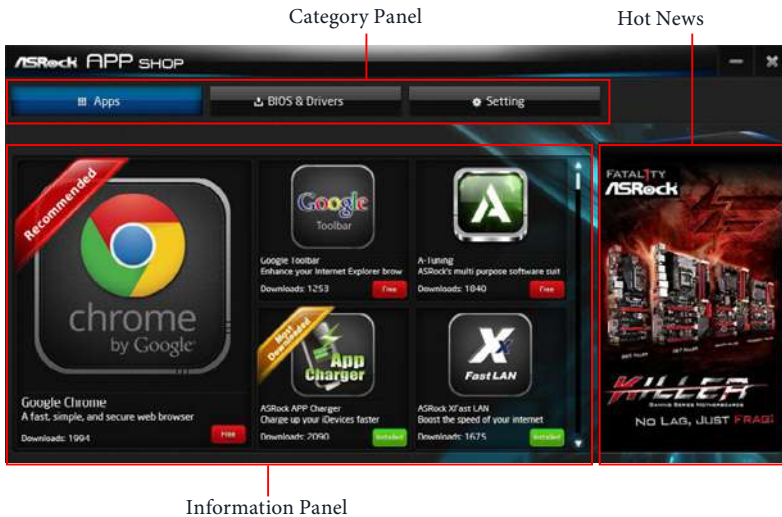 Category Panel
Hot News
ASRock APP SHOP
Apps
BIOS & Drivers
Setting
Recommended
chrome
by Google
Google Chrome
A fast, simple, and secure web browser
Downloads: 1994
Free
Google
Toolbar
Google Toolbar
Enhance your Internet Explorer brow
Downloads: 1253
Free
A-Tuning
ASRock's multi purpose software suit
Downloads: 1040
Free
Most
Downloaded
App
Charger
ASRock APP Charger
Charge up your iDevices faster
Downloads: 2090
Installed
Fast LAN
ASRock XFast LAN
Boost the speed of your internet
Downloads: 1675
Installed
FATAL1TY
ASRock
KILLER
GAMING SERIES MOTHERBOARDS
NO LAG, JUST FRAG!
Information Panel